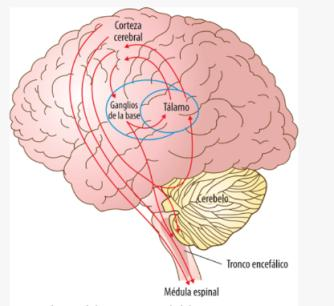 Corteza
cerebral
Ganglios
de la base
Tálamo
Cerebelo
Tronco encefálico
Médula espinal